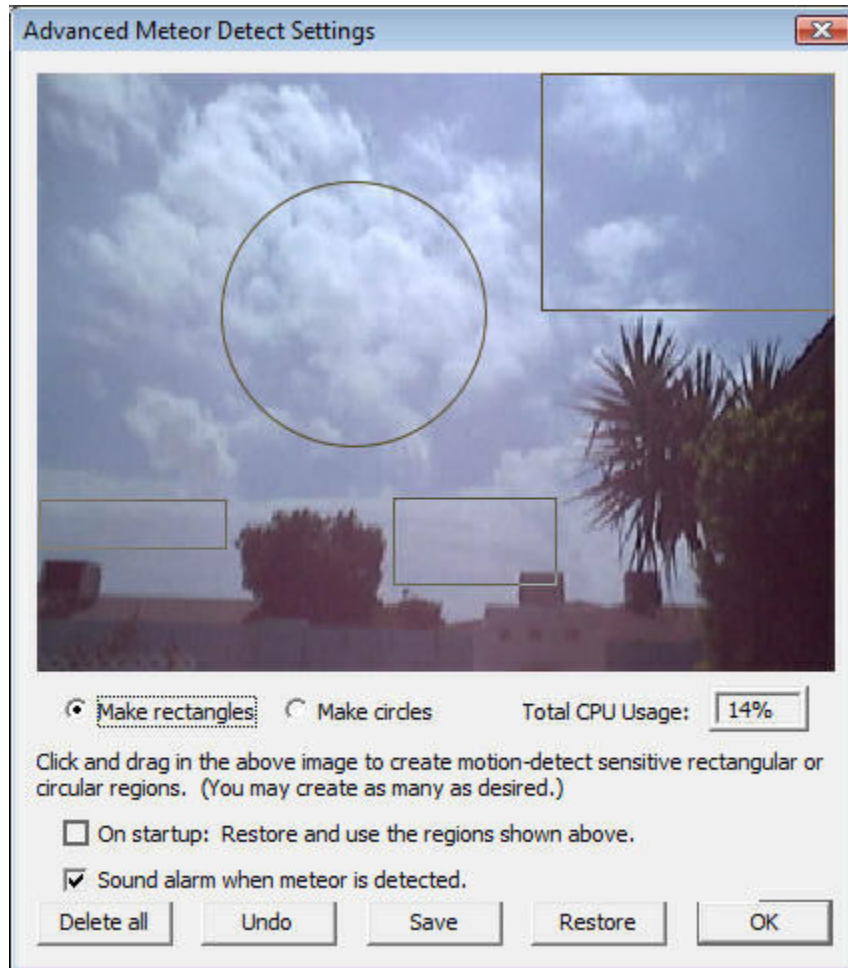 Advanced Meteor Detect Settings
Make rectangles Make circles Total CPU Usage: 14%
Click and drag in the above image to create motion-detect sensitive rectangular or
circular regions. (You may create as many as desired.)
On startup: Restore and use the regions shown above.
Sound alarm when meteor is detected.
Delete all Undo Save Restore OK